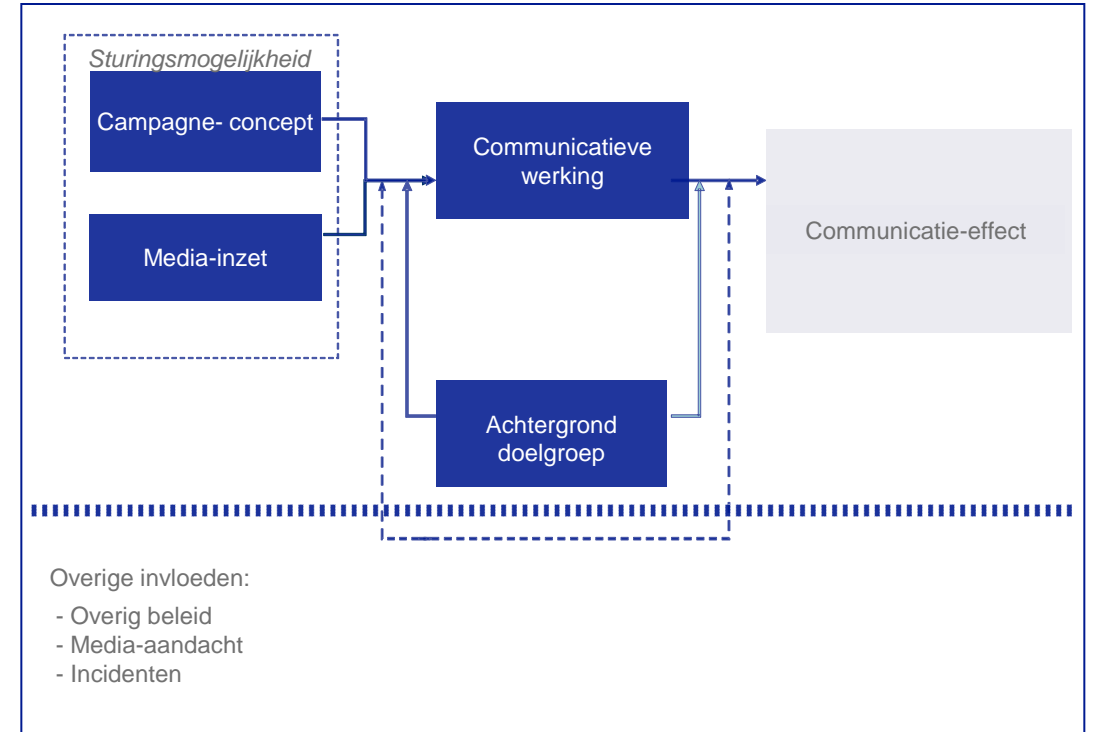 Sturingsmogelijkheid
Campagne- concept
Media-inzet
Communicatieve
werking
Communicatie-effect
Achtergrond
doelgroep
Overige invloeden:
- Overig beleid
- Media-aandacht
- Incidenten